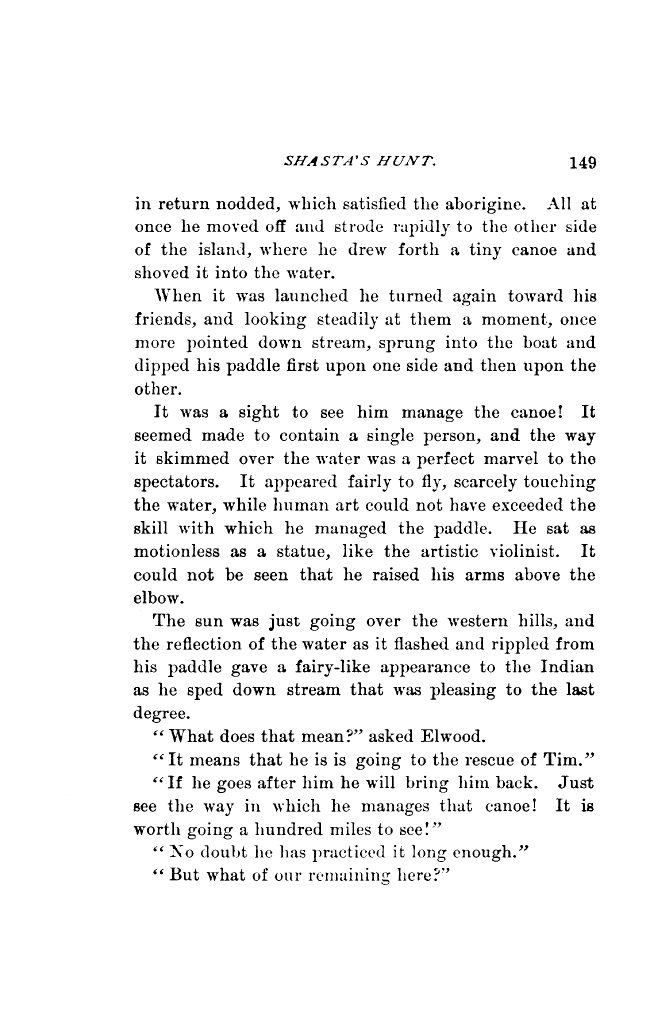 SHASTA'S HUNT. 149
in return nodded, which satisfied the aborigine. All at
once he moved off and strode rapidly to the other side
of the island, where he drew forth a tiny canoe and
shoved it into the water.
When it was launched he turned again toward his
friends, and looking steadily at them a moment, once
more pointed down stream, sprung into the boat and
dipped his paddle first upon one side and then upon the
other.
It was a sight to see him manage the canoe! It
seemed made to contain a single person, and the way
it skimmed over the water was a perfect marvel to the
spectators. It appeared fairly to fly, scarcely touching
the water, while human art could not have exceeded the
skill with which he managed the paddle. He sat as
motionless as a statue, like the artistic violinist. It
could not be seen that he raised his arms above the
elbow.
The sun was just going over the western hills, and
the reflection of the water as it flashed and rippled from
his paddle gave a fairy-like appearance to the Indian
as he sped down stream that was pleasing to the last
degree.
“What does that mean?” asked Elwood.
“It means that he is is going to the rescue of Tim.”
“If he goes after him he will bring him back. Just
see the way in which he manages that canoe! It is
worth going a hundred miles to see!”
“No doubt he has practiced it long enough.”
“But what of our remaining here?”